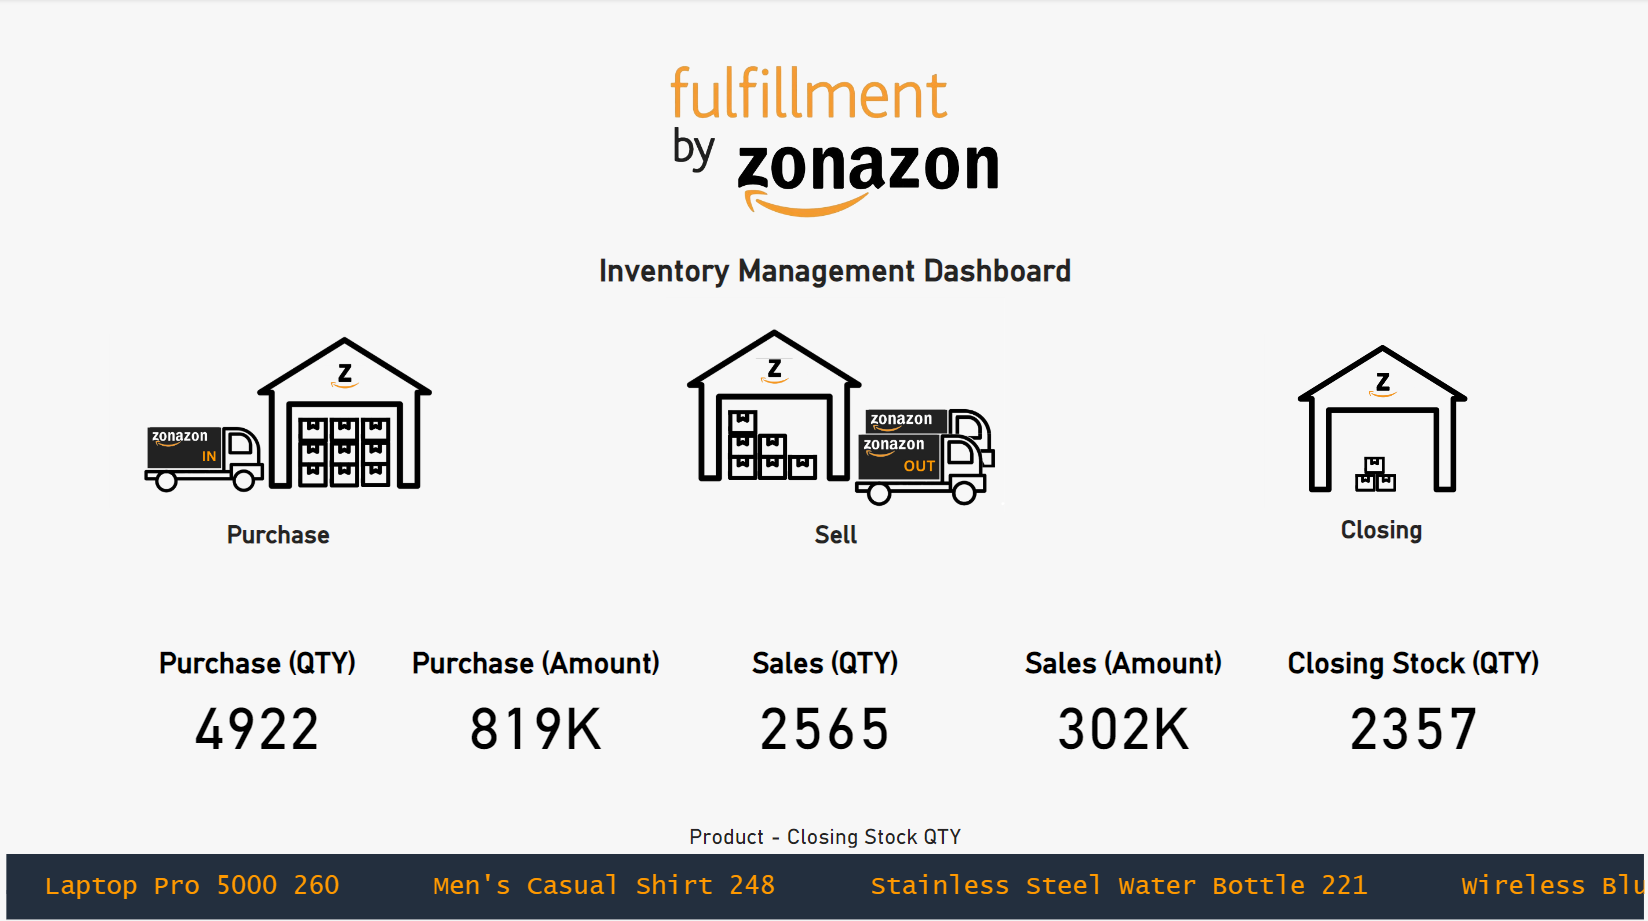 fulfillment
by zonazon
Inventory Management Dashboard
z
zonazon
IN
z
zonazon
zonazon
OUT
z
Purchase
Sell
Closing
Purchase (QTY) Purchase (Amount) Sales (QTY) Sales (Amount) Closing Stock (QTY)
4922 819K 2565 302K 2357
Product - Closing Stock QTY
Laptop Pro 5000 260 Men's Casual Shirt 248 Stainless Steel Water Bottle 221 Wireless Blu